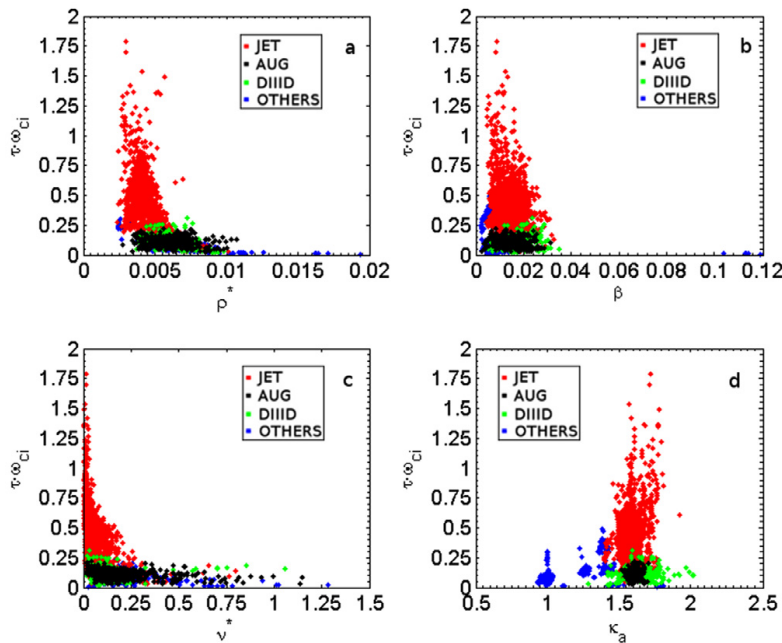 2
1.75
1.5
1.25
1
0.75
0.5
0.25
0
τ·ω_ci
JET
AUG
DIIID
OTHERS
a
0 0.005 0.01 0.015 0.02
ρ*
2
1.75
1.5
1.25
1
0.75
0.5
0.25
0
τ·ω_ci
JET
AUG
DIIID
OTHERS
b
0 0.02 0.04 0.06 0.08 0.1 0.12
β
2
1.75
1.5
1.25
1
0.75
0.5
0.25
0
τ·ω_ci
JET
AUG
DIIID
OTHERS
c
0 0.25 0.5 0.75 1 1.25 1.5
ν*
2
1.75
1.5
1.25
1
0.75
0.5
0.25
0
τ·ω_ci
JET
AUG
DIIID
OTHERS
d
0.5 1 1.5 2 2.5
κ_a